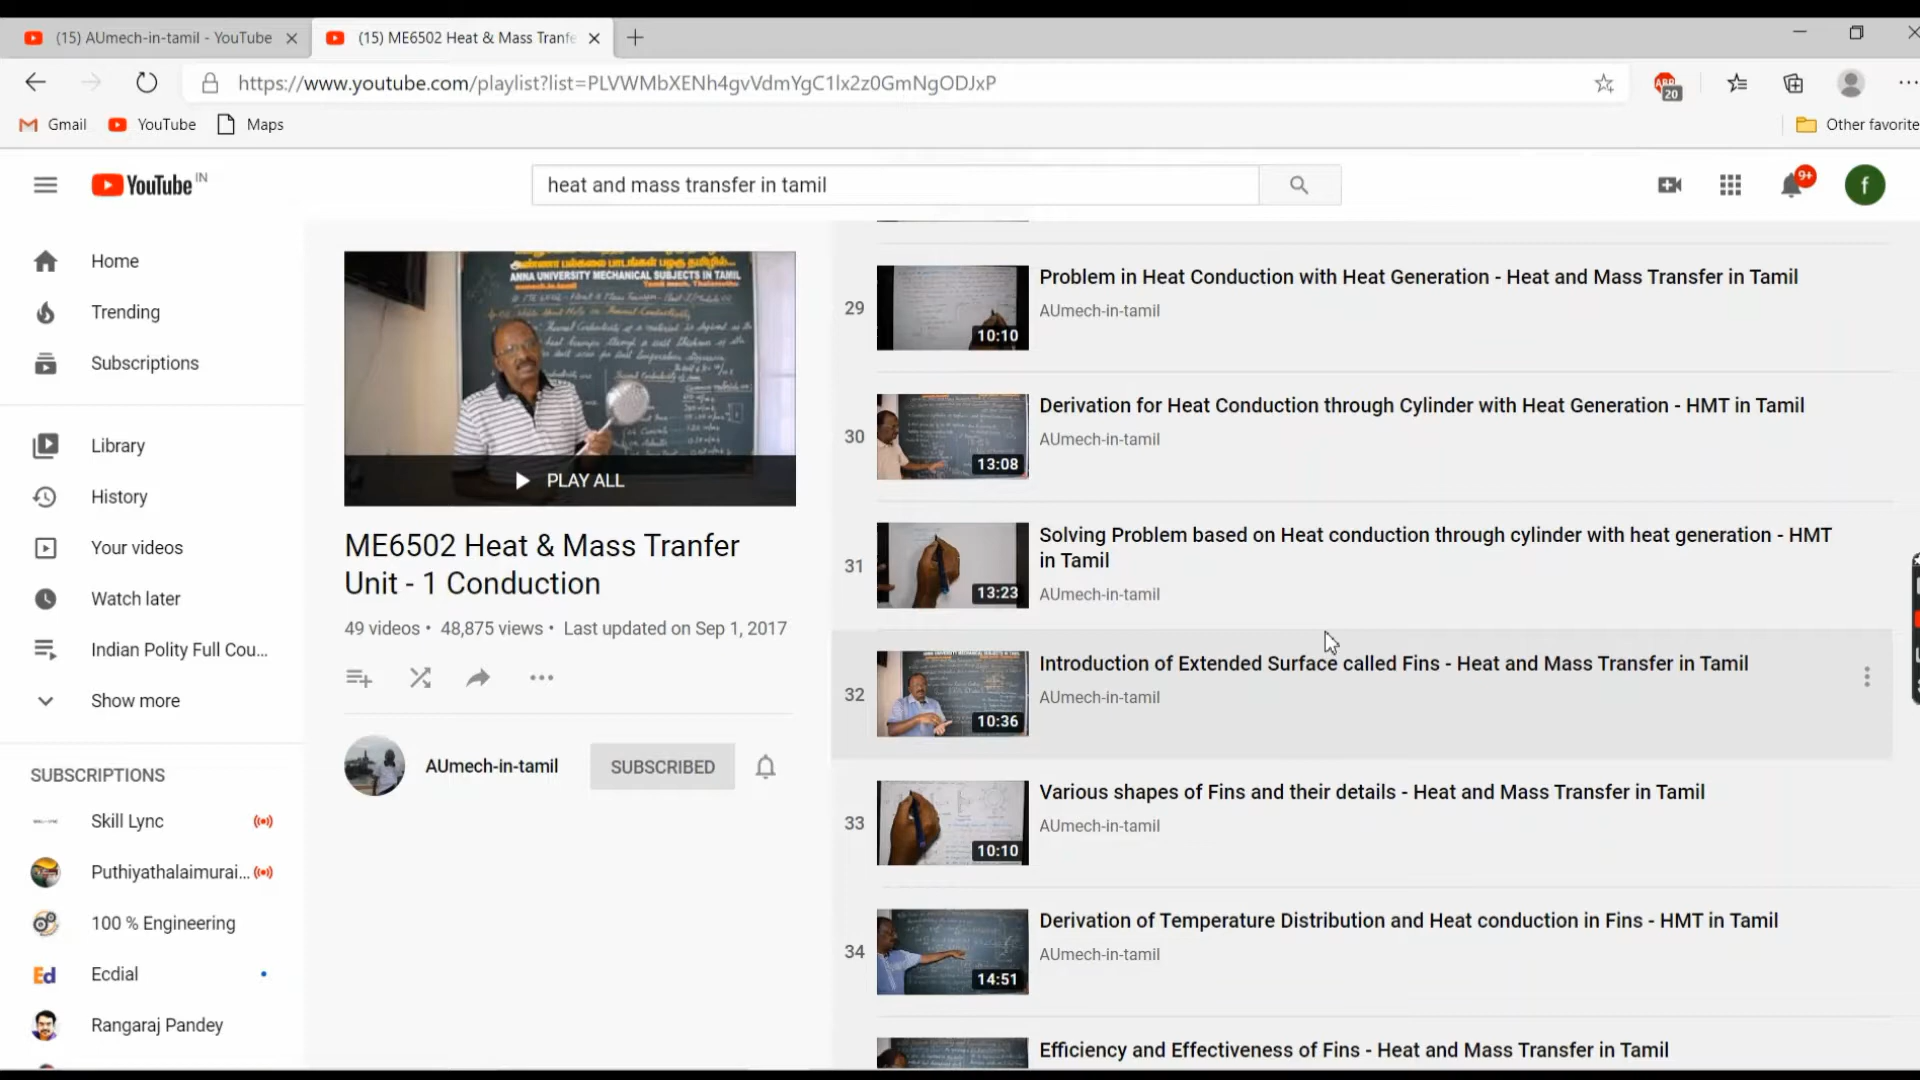 (15) AUmech-in-tamil - YouTube
(15) ME6502 Heat & Mass Tranfe
https://www.youtube.com/playlist?list=PLVWMbXENh4gvVdmYgC1lx2z0GmNgODJxP
ABP
20
Gmail
YouTube
Maps
Other favorite
YouTube IN
heat and mass transfer in tamil
9+
f
Home
Trending
Subscriptions
Library
History
Your videos
Watch later
Indian Polity Full Cou...
Show more
SUBSCRIPTIONS
Skill Lync
Puthiyathalaimurai...
100 % Engineering
Ed
Ecdial
Rangaraj Pandey
ANNA UNIVERSITY MECHANICAL SUBJECTS IN TAMIL
PLAY ALL
ME6502 Heat & Mass Tranfer
Unit - 1 Conduction
49 videos • 48,875 views • Last updated on Sep 1, 2017
AUmech-in-tamil
SUBSCRIBED
29
10:10
Problem in Heat Conduction with Heat Generation - Heat and Mass Transfer in Tamil
AUmech-in-tamil
30
13:08
Derivation for Heat Conduction through Cylinder with Heat Generation - HMT in Tamil
AUmech-in-tamil
31
13:23
Solving Problem based on Heat conduction through cylinder with heat generation - HMT
in Tamil
AUmech-in-tamil
32
10:36
Introduction of Extended Surface called Fins - Heat and Mass Transfer in Tamil
AUmech-in-tamil
33
10:10
Various shapes of Fins and their details - Heat and Mass Transfer in Tamil
AUmech-in-tamil
34
14:51
Derivation of Temperature Distribution and Heat conduction in Fins - HMT in Tamil
AUmech-in-tamil
Efficiency and Effectiveness of Fins - Heat and Mass Transfer in Tamil